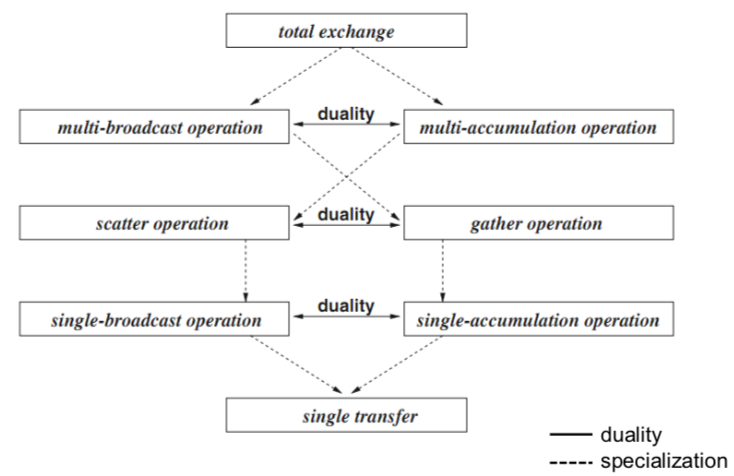 total exchange
duality
multi-broadcast operation
multi-accumulation operation
duality
scatter operation
gather operation
duality
single-broadcast operation
single-accumulation operation
single transfer
duality
specialization